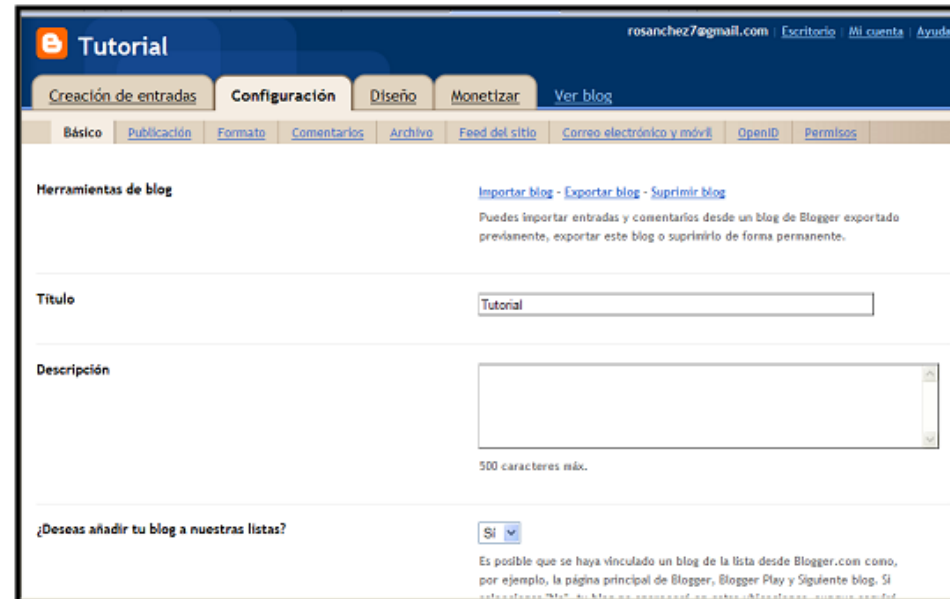 Tutorial
rosanchez7@gmail.com | Escritorio | Mi cuenta | Ayuda
Creación de entradas Configuración Diseño Monetizar Ver blog
Básico Publicación Formato Comentarios Archivo Feed del sitio Correo electrónico y móvil OpenID Permisos
Herramientas de blog
Importar blog - Exportar blog - Suprimir blog
Puedes importar entradas y comentarios desde un blog de Blogger exportado
previamente, exportar este blog o suprimirlo de forma permanente.
Título
Tutorial
Descripción
500 caracteres máx.
¿Deseas añadir tu blog a nuestras listas?
Sí
Es posible que se haya vinculado un blog de la lista desde Blogger.com como,
por ejemplo, la página principal de Blogger, Blogger Play y Siguiente blog. Si